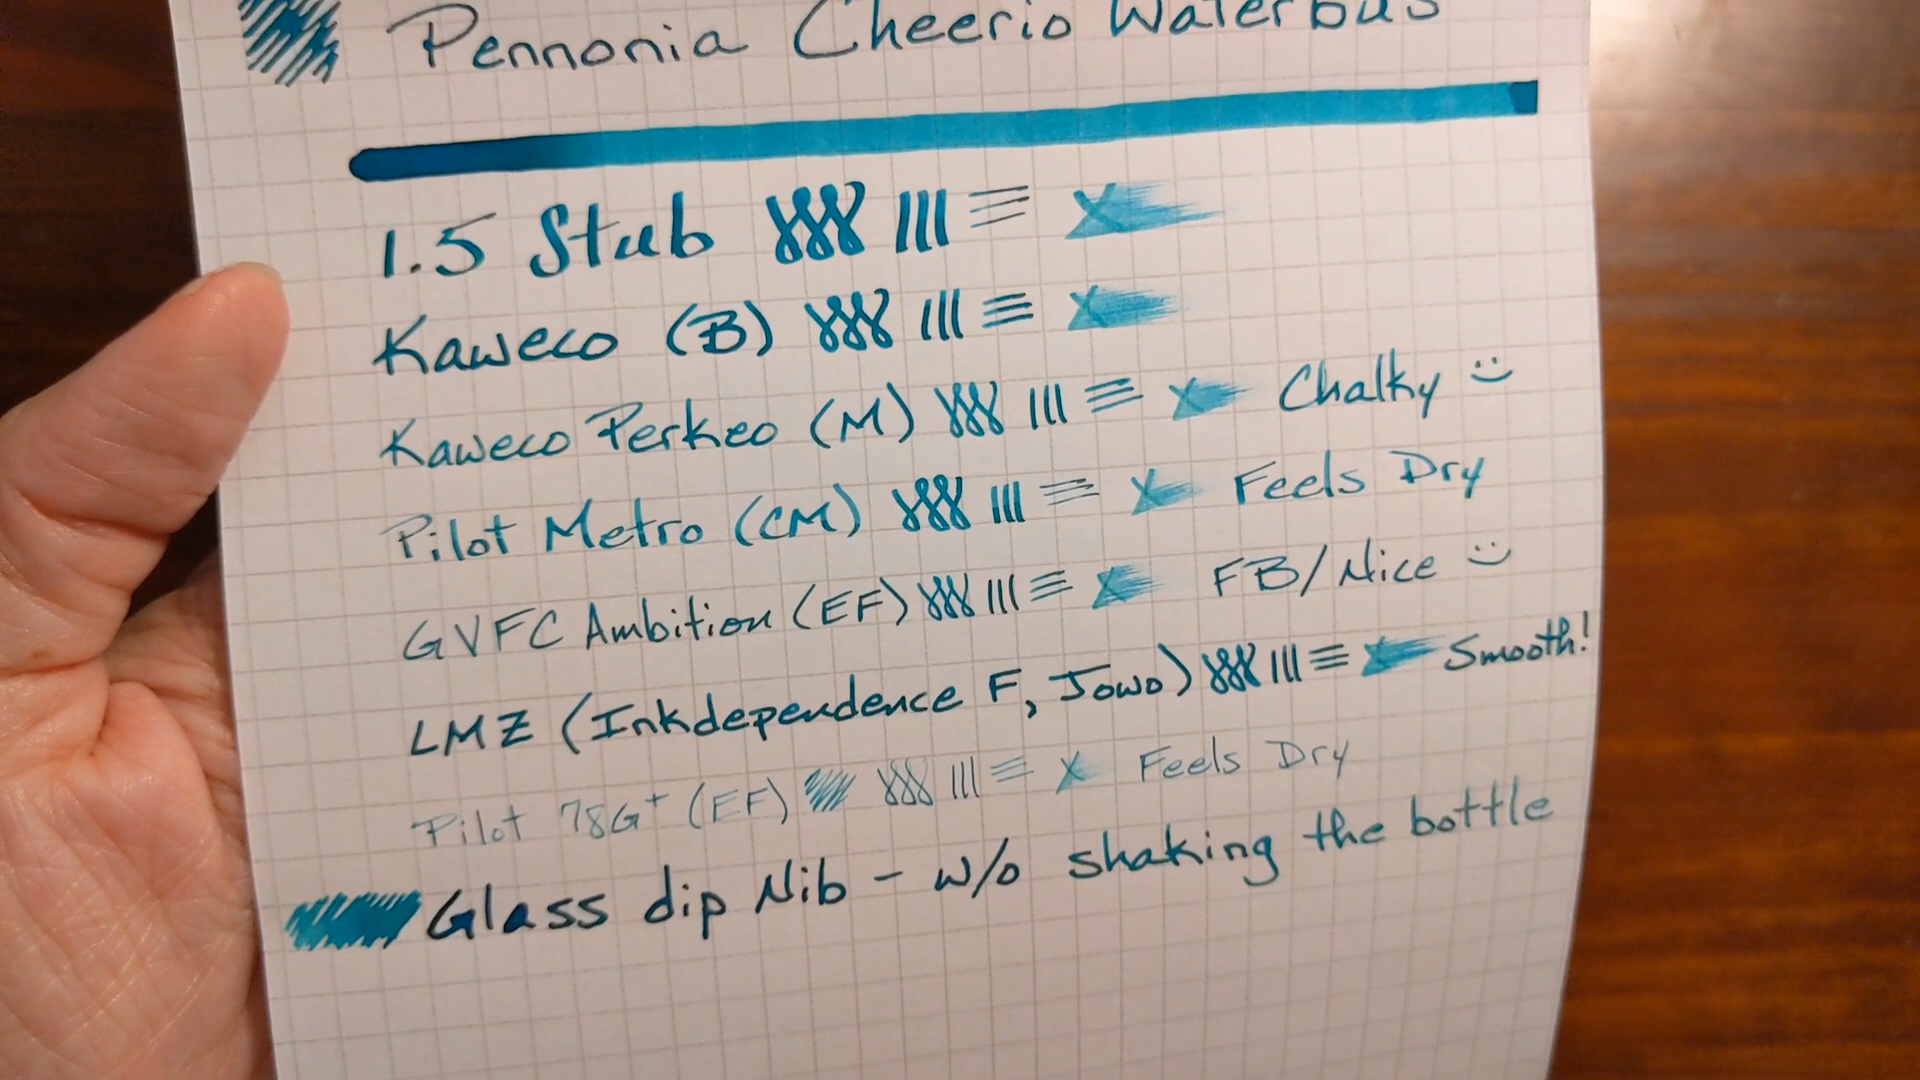 Pennonia Cheerio Waterbus
1.5 Stub
Kaweco (B)
Kaweco Perkeo (M) Chalky :)
Pilot Metro (CM) Feels Dry
GVFC Ambition (EF) FB/Nice :)
LMZ (Inkdependence F, Jowo) Smooth!
Pilot 78G+ (EF) Feels Dry
Glass dip Nib - w/o shaking the bottle